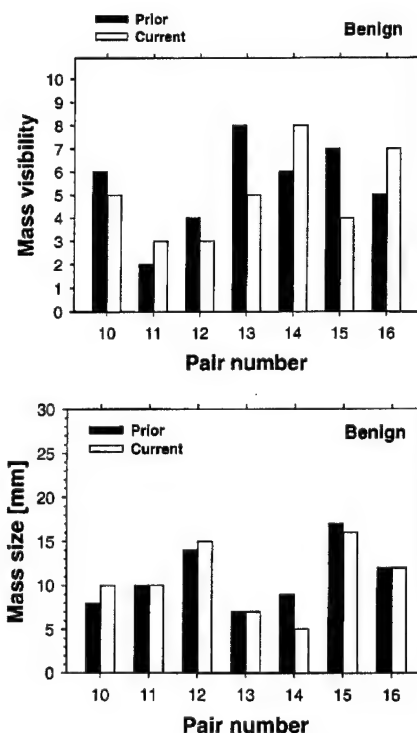 Prior
Current
Benign
Mass visibility
10
9
8
7
6
5
4
3
2
1
0
10 11 12 13 14 15 16
Pair number
Prior
Current
Benign
Mass size [mm]
30
25
20
15
10
5
0
10 11 12 13 14 15 16
Pair number